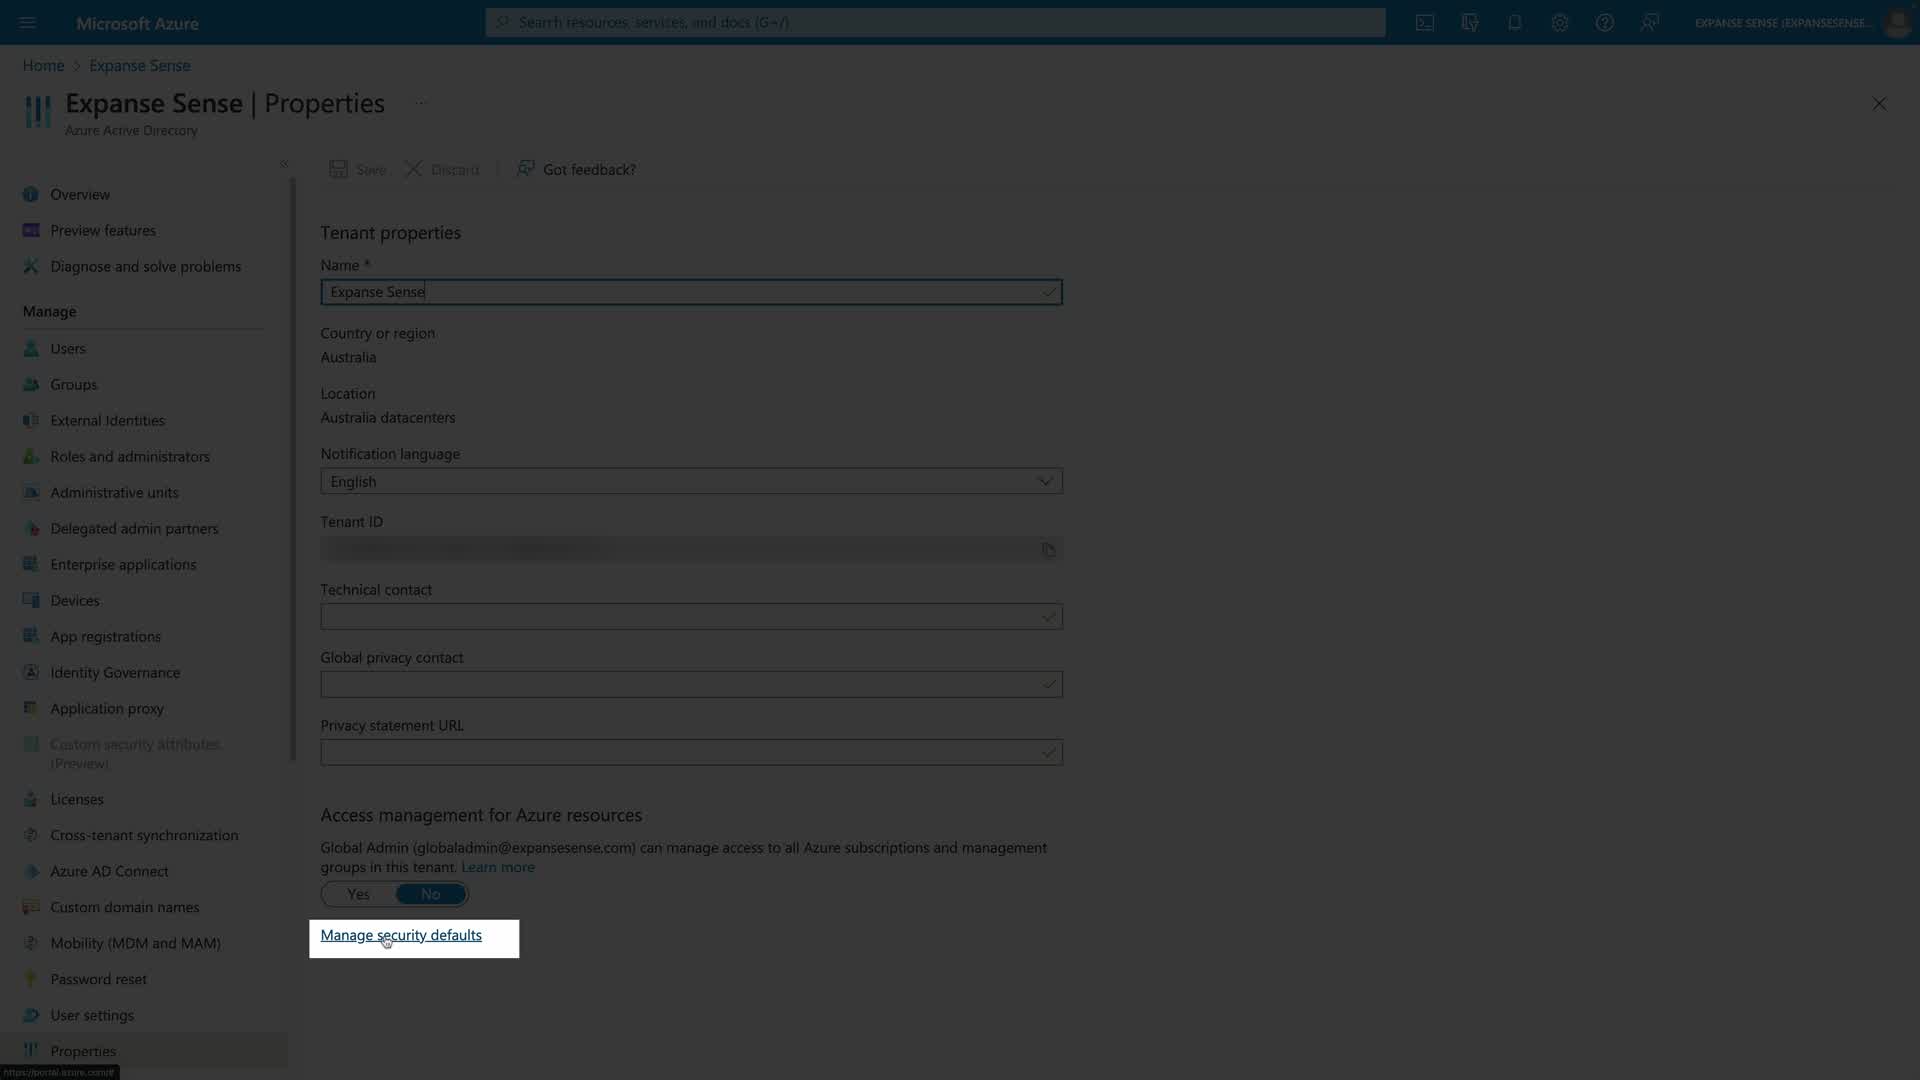 Microsoft Azure
Search resources, services, and docs (G+/)
EXPANSE SENSE (EXPANSESENSE...
Home > Expanse Sense
Expanse Sense | Properties ...
Azure Active Directory
Save
Discard
Got feedback?
Overview
Preview features
Diagnose and solve problems
Manage
Users
Groups
External Identities
Roles and administrators
Administrative units
Delegated admin partners
Enterprise applications
Devices
App registrations
Identity Governance
Application proxy
Custom security attributes
(Preview)
Licenses
Cross-tenant synchronization
Azure AD Connect
Custom domain names
Mobility (MDM and MAM)
Password reset
User settings
Properties
Tenant properties
Name *
Expanse Sense
Country or region
Australia
Location
Australia datacenters
Notification language
English
Tenant ID
Technical contact
Global privacy contact
Privacy statement URL
Access management for Azure resources
Global Admin (globaladmin@expansesense.com) can manage access to all Azure subscriptions and management
groups in this tenant. Learn more
Yes
No
Manage security defaults
https://portal.azure.com/#